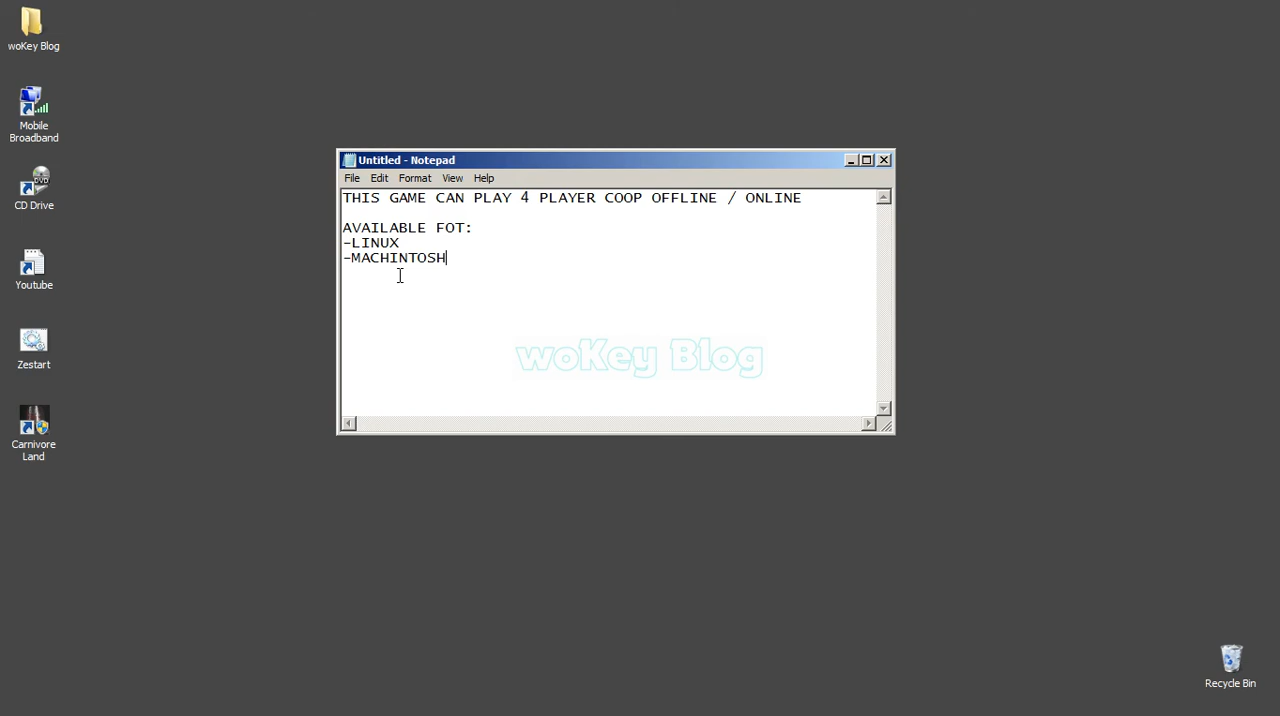 woKey Blog
Mobile
Broadband
CD Drive
Youtube
Zestart
Carnivore
Land
Untitled - Notepad
File Edit Format View Help
THIS GAME CAN PLAY 4 PLAYER COOP OFFLINE / ONLINE
AVAILABLE FOT:
-LINUX
-MACHINTOSH
woKey Blog
Recycle Bin